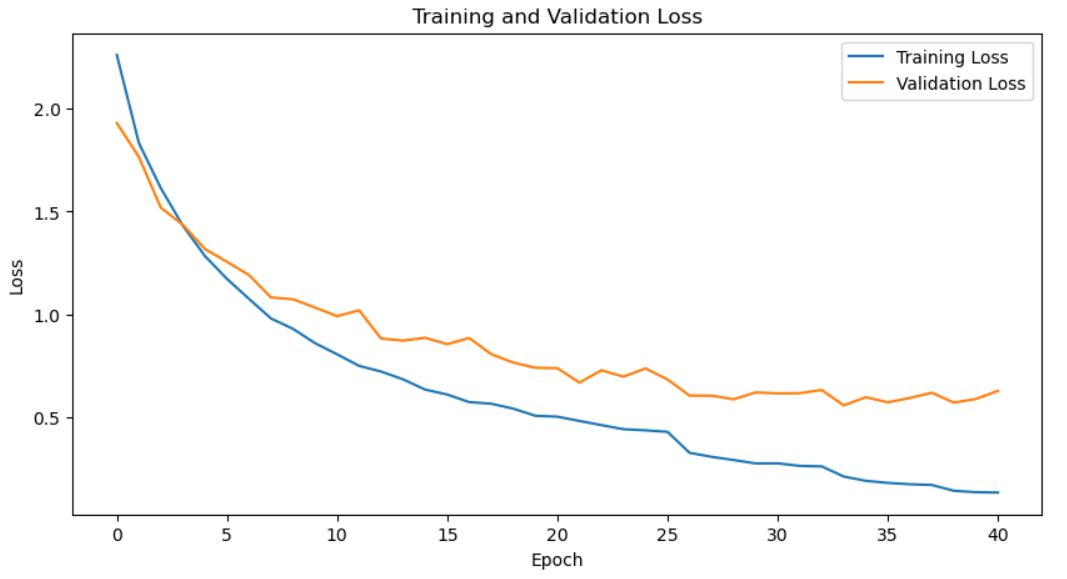 Training and Validation Loss
Training Loss
Validation Loss
2.0
1.5
1.0
0.5
Loss
0 5 10 15 20 25 30 35 40
Epoch